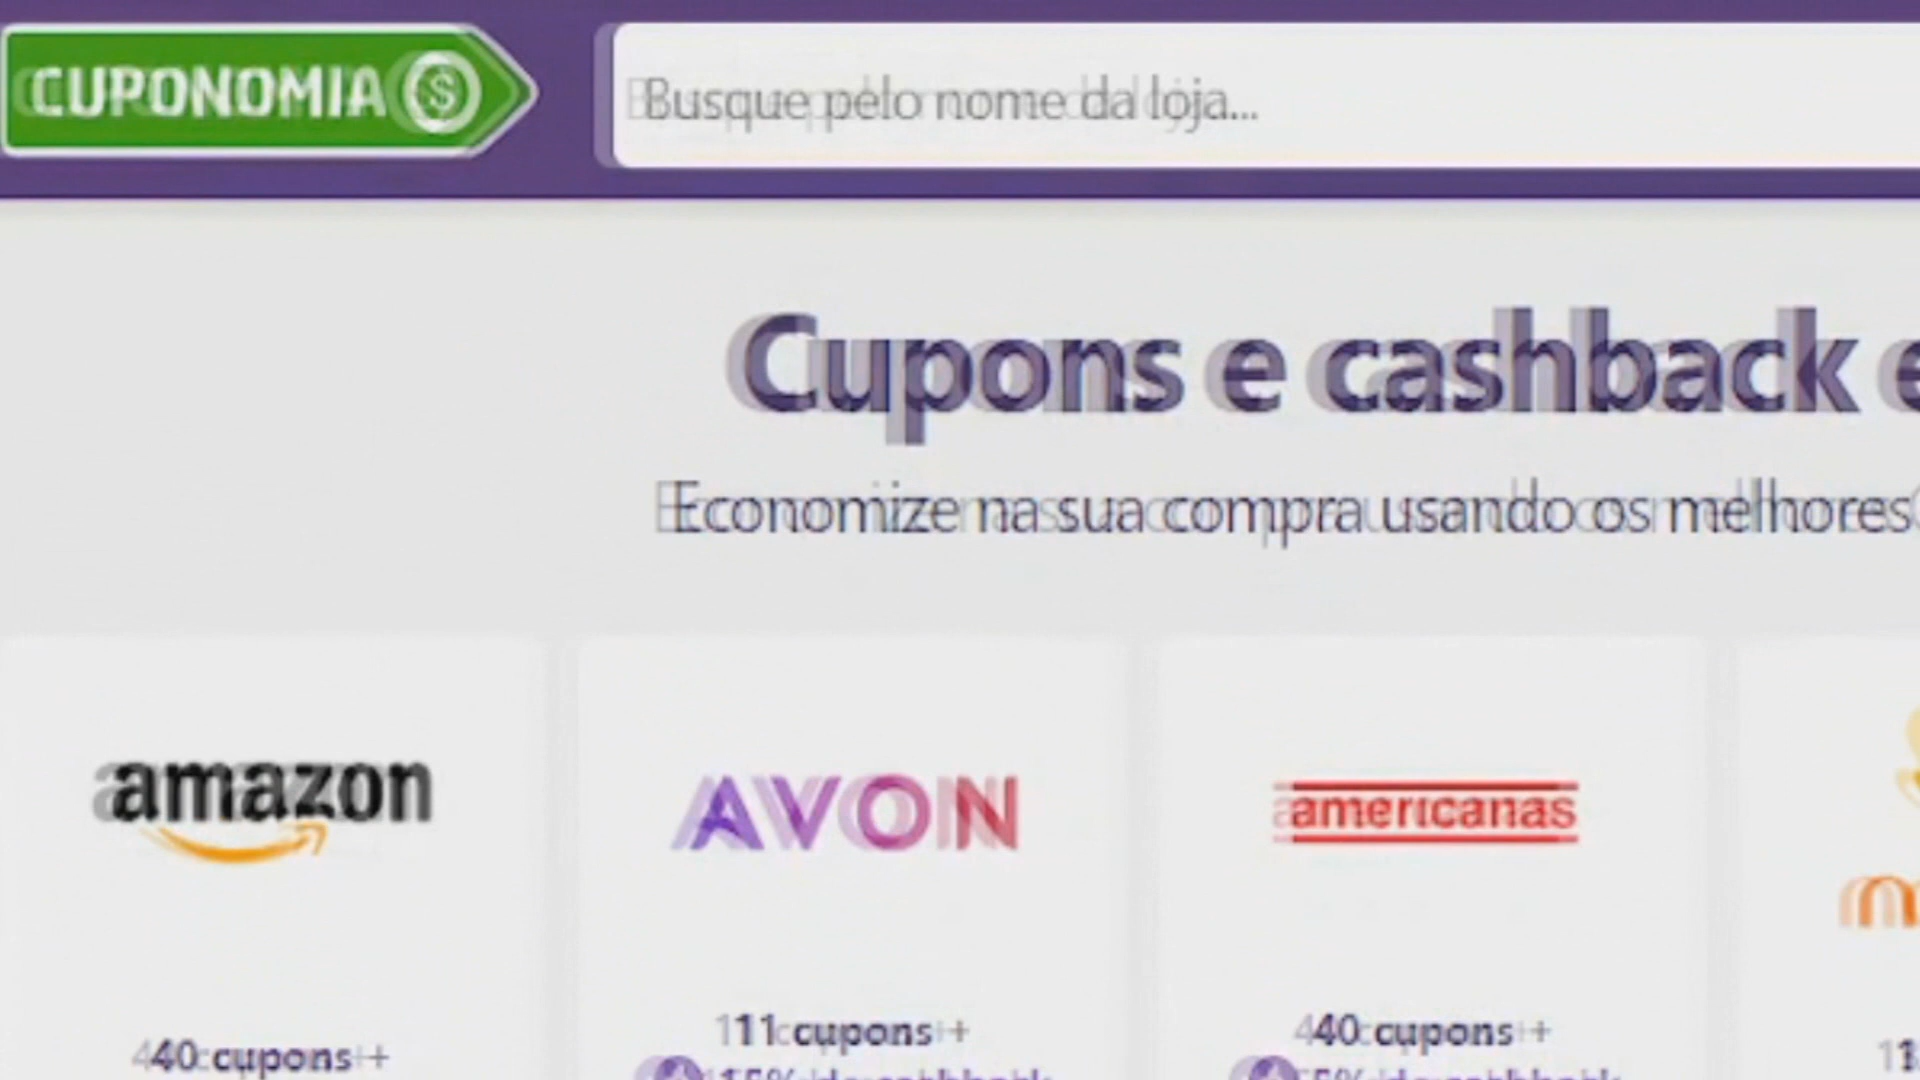 CUPONOMIA
Busque pelo nome da loja...
Cupons e cashback e
Economize na sua compra usando os melhores
amazon
AVON
americanas
40 cupons +
11 cupons +
40 cupons +